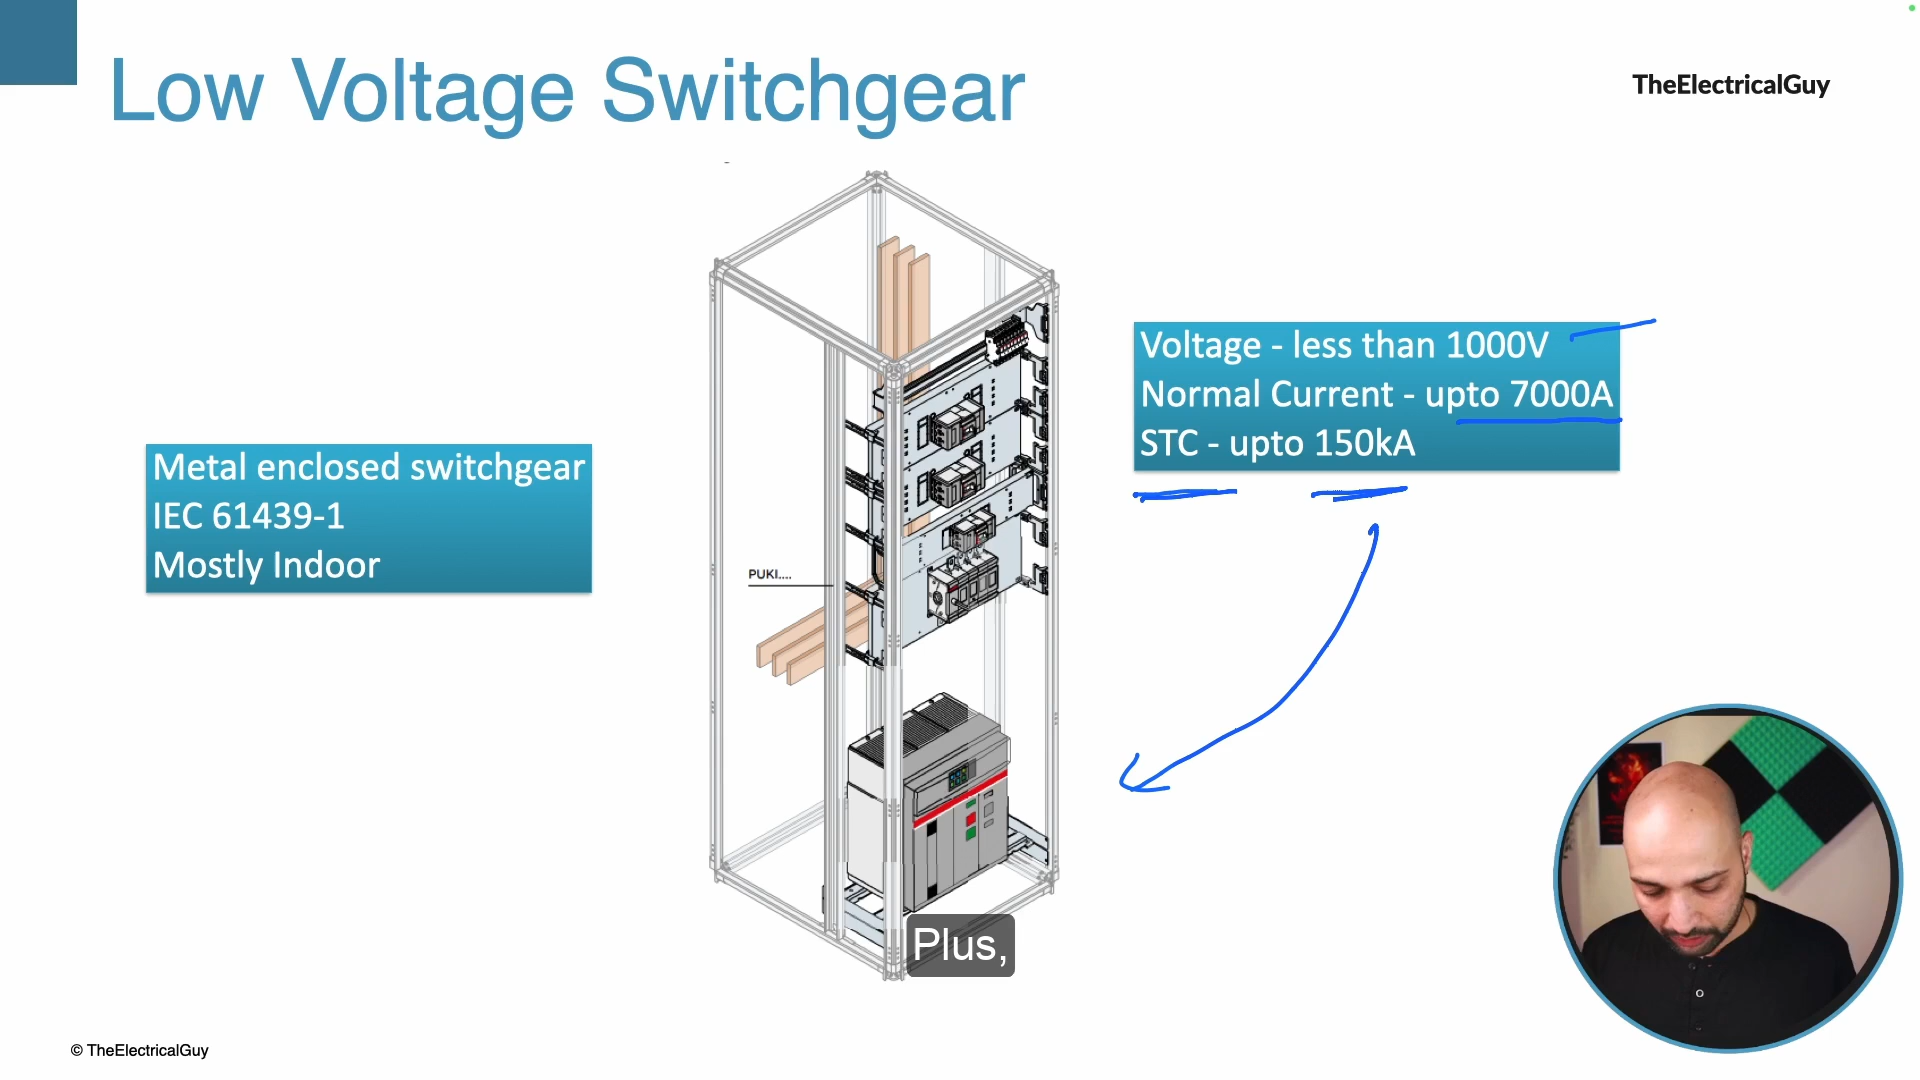 Low Voltage Switchgear
TheElectricalGuy
Metal enclosed switchgear
IEC 61439-1
Mostly Indoor
PUKI....
Voltage - less than 1000V
Normal Current - upto 7000A
STC - upto 150kA
Plus,
© TheElectricalGuy